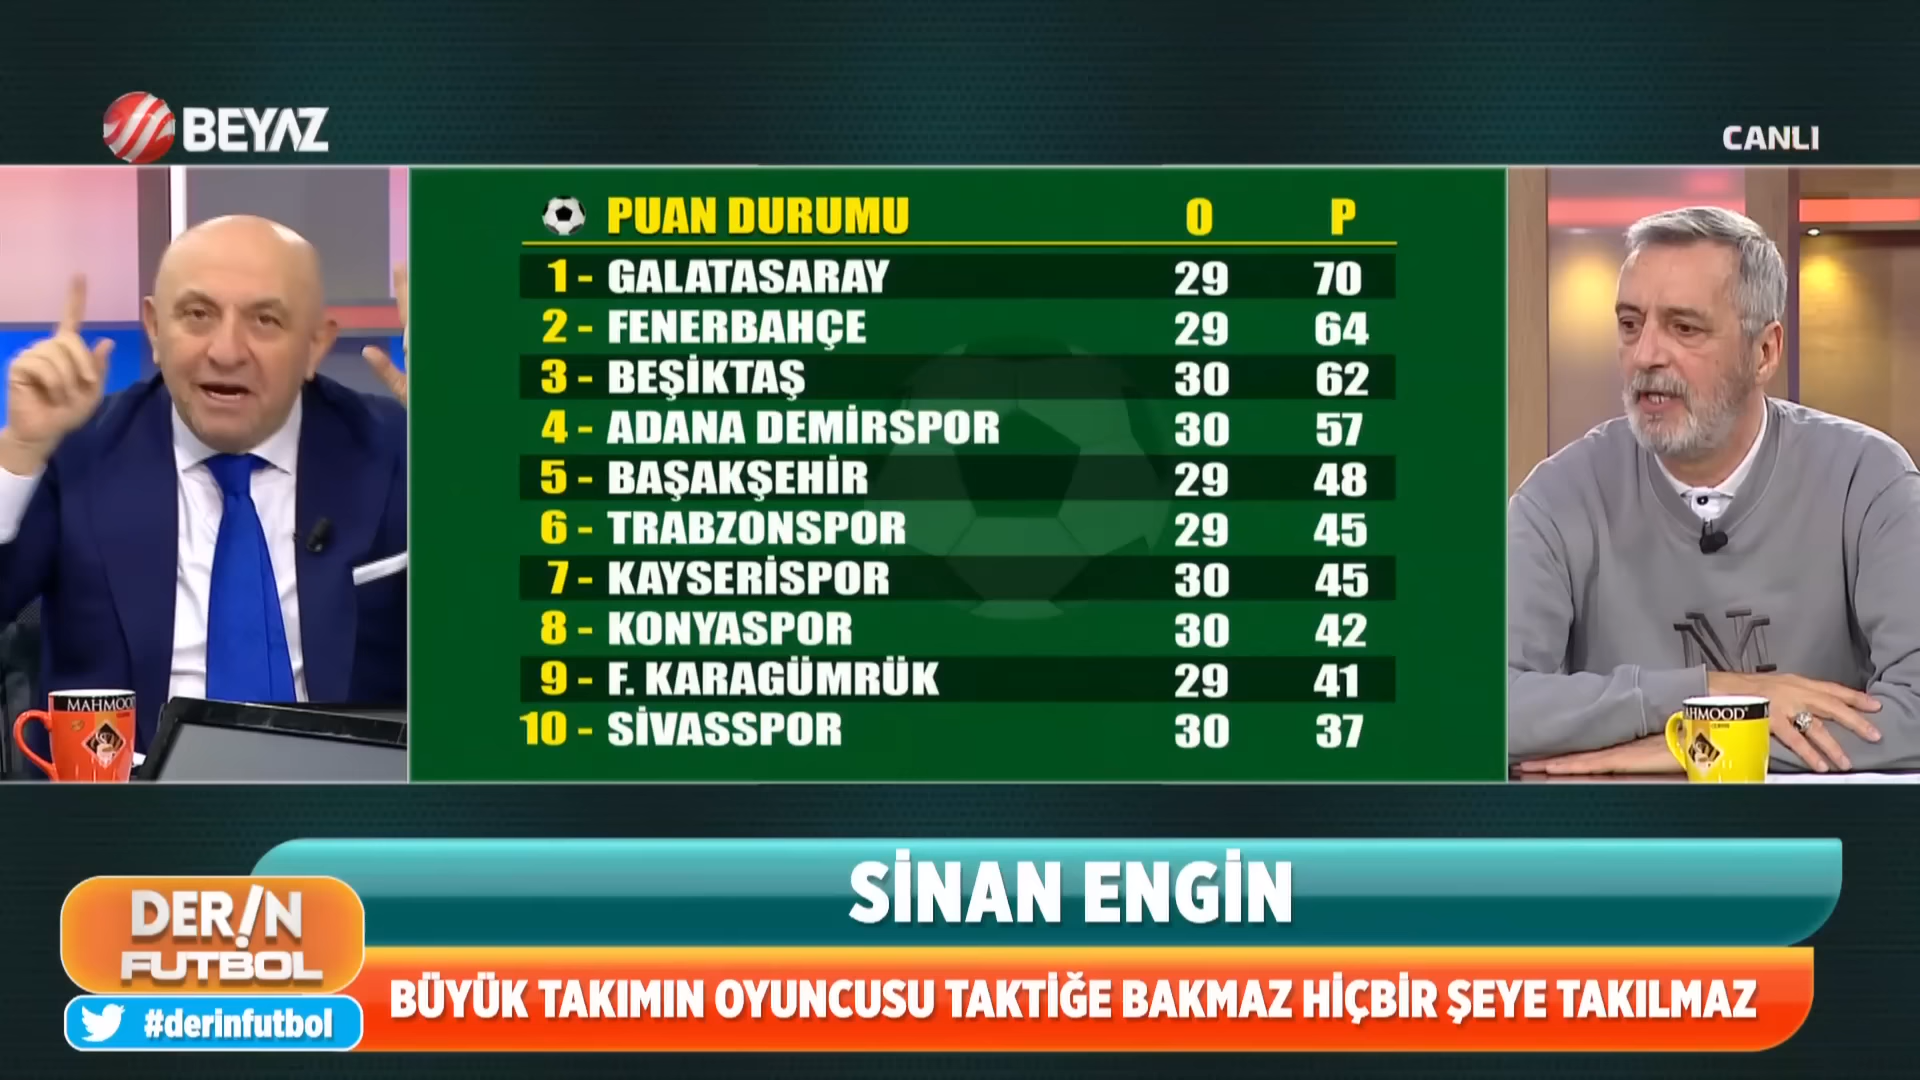 BEYAZ
CANLI
PUAN DURUMU O P
1 - GALATASARAY 29 70
2 - FENERBAHÇE 29 64
3 - BEŞİKTAŞ 30 62
4 - ADANA DEMİRSPOR 30 57
5 - BAŞAKŞEHİR 29 48
6 - TRABZONSPOR 29 45
7 - KAYSERİSPOR 30 45
8 - KONYASPOR 30 42
9 - F. KARAGÜMRÜK 29 41
10 - SİVASSPOR 30 37
MAHMOOD
AHMOOD
SİNAN ENGİN
DER!N
FUTBOL
BÜYÜK TAKIMIN OYUNCUSU TAKTİĞE BAKMAZ HİÇBİR ŞEYE TAKILMAZ
#derinfutbol